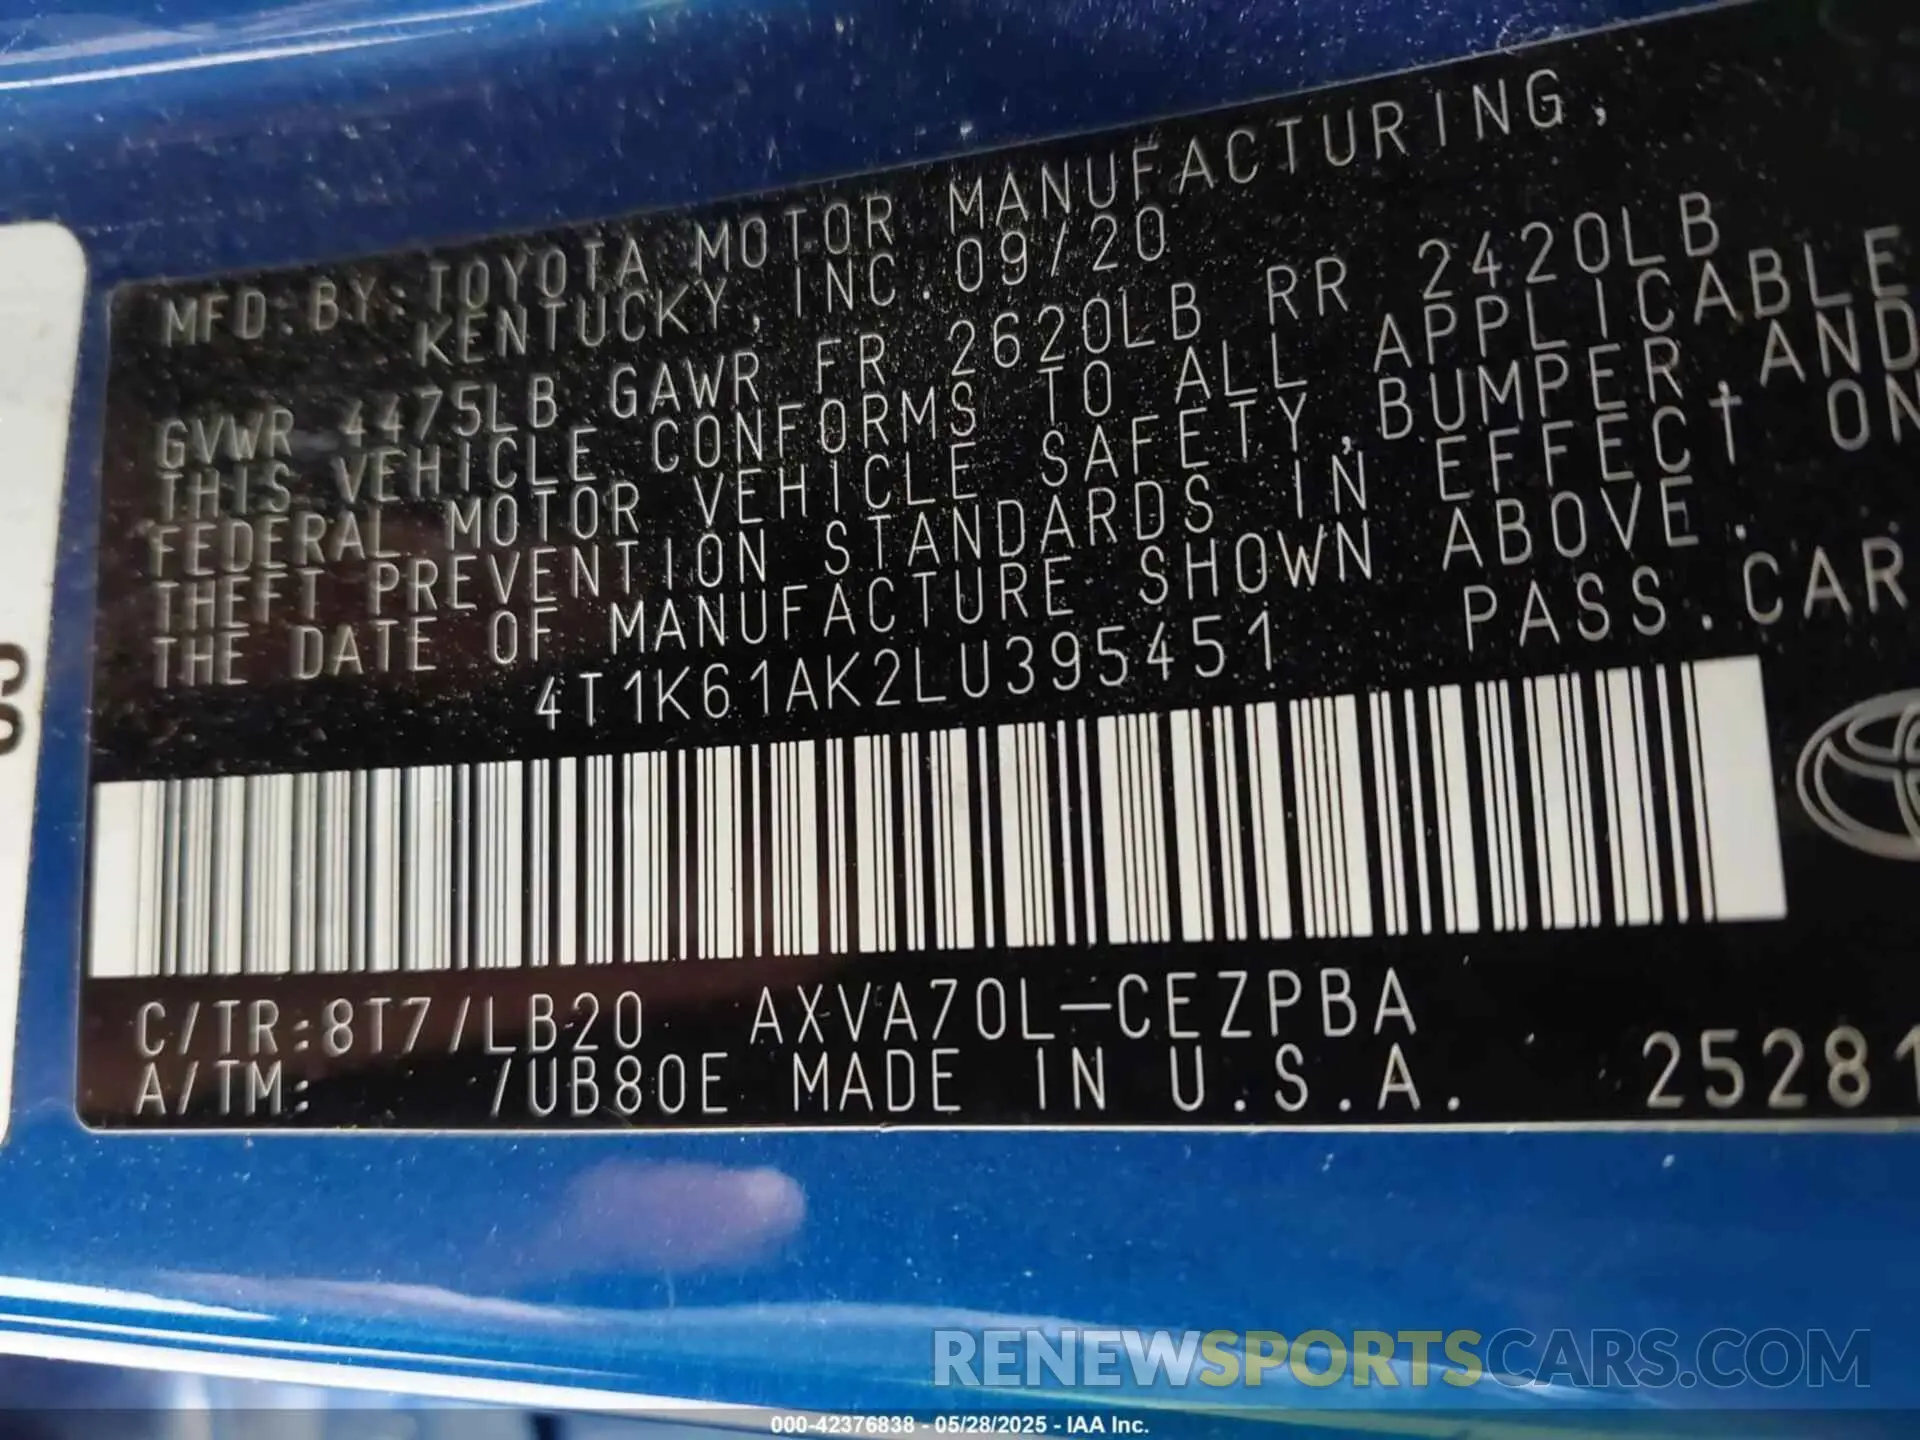 MFD. BY: TOYOTA MOTOR MANUFACTURING,
KENTUCKY, INC. 09/20
GVWR 4475LB GAWR FR 2620LB RR 2420LB
THIS VEHICLE CONFORMS TO ALL APPLICABLE
FEDERAL MOTOR VEHICLE SAFETY,BUMPER,AND
THEFT PREVENTION STANDARDS IN EFFECT ON
THE DATE OF MANUFACTURE SHOWN ABOVE.
4T1K61AK2LU395451 PASS.CAR
C/TR:8T7/LB20 AXVA70L-CEZPBA
A/TM: /UB80E MADE IN U.S.A. 25281
RENEWSPORTSCARS.COM
000-42376838 - 05/28/2025 - IAA Inc.